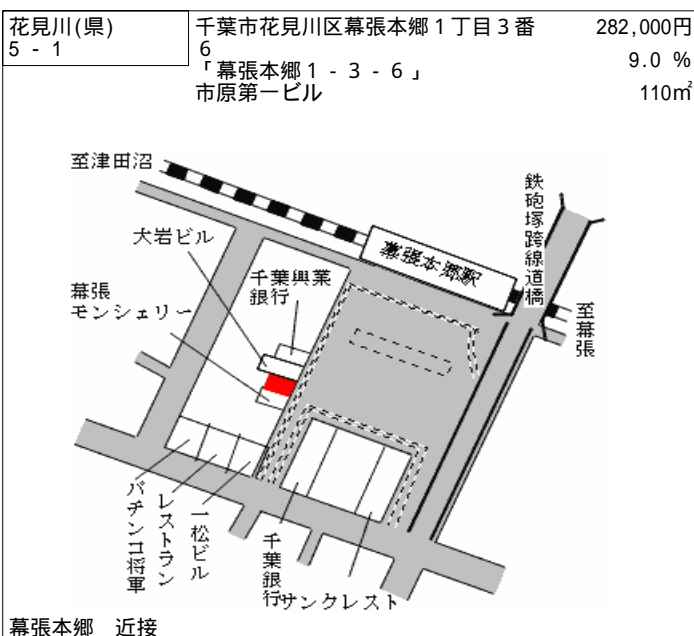 花見川(県)
5 - 1
千葉市花見川区幕張本郷１丁目３番
６
「幕張本郷１－３－６」
市原第一ビル
282,000円
9.0 %
110㎡
至津田沼
鉄砲塚跨線道橋
幕張本郷駅
大岩ビル
千葉興業
銀行
幕張
モンシェリー
至幕張
パチンコ将軍
レストラン
一松ビル
千葉銀行
サンクレスト
幕張本郷　近接